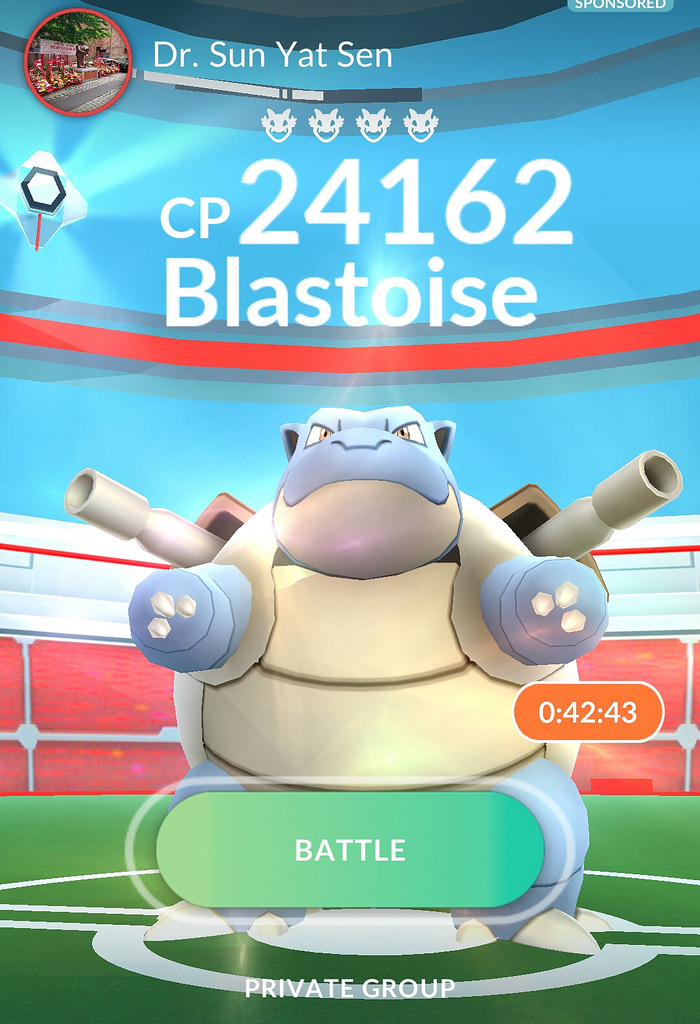 SPONSORED
Dr. Sun Yat Sen
CP 24162
Blastoise
0:42:43
BATTLE
PRIVATE GROUP